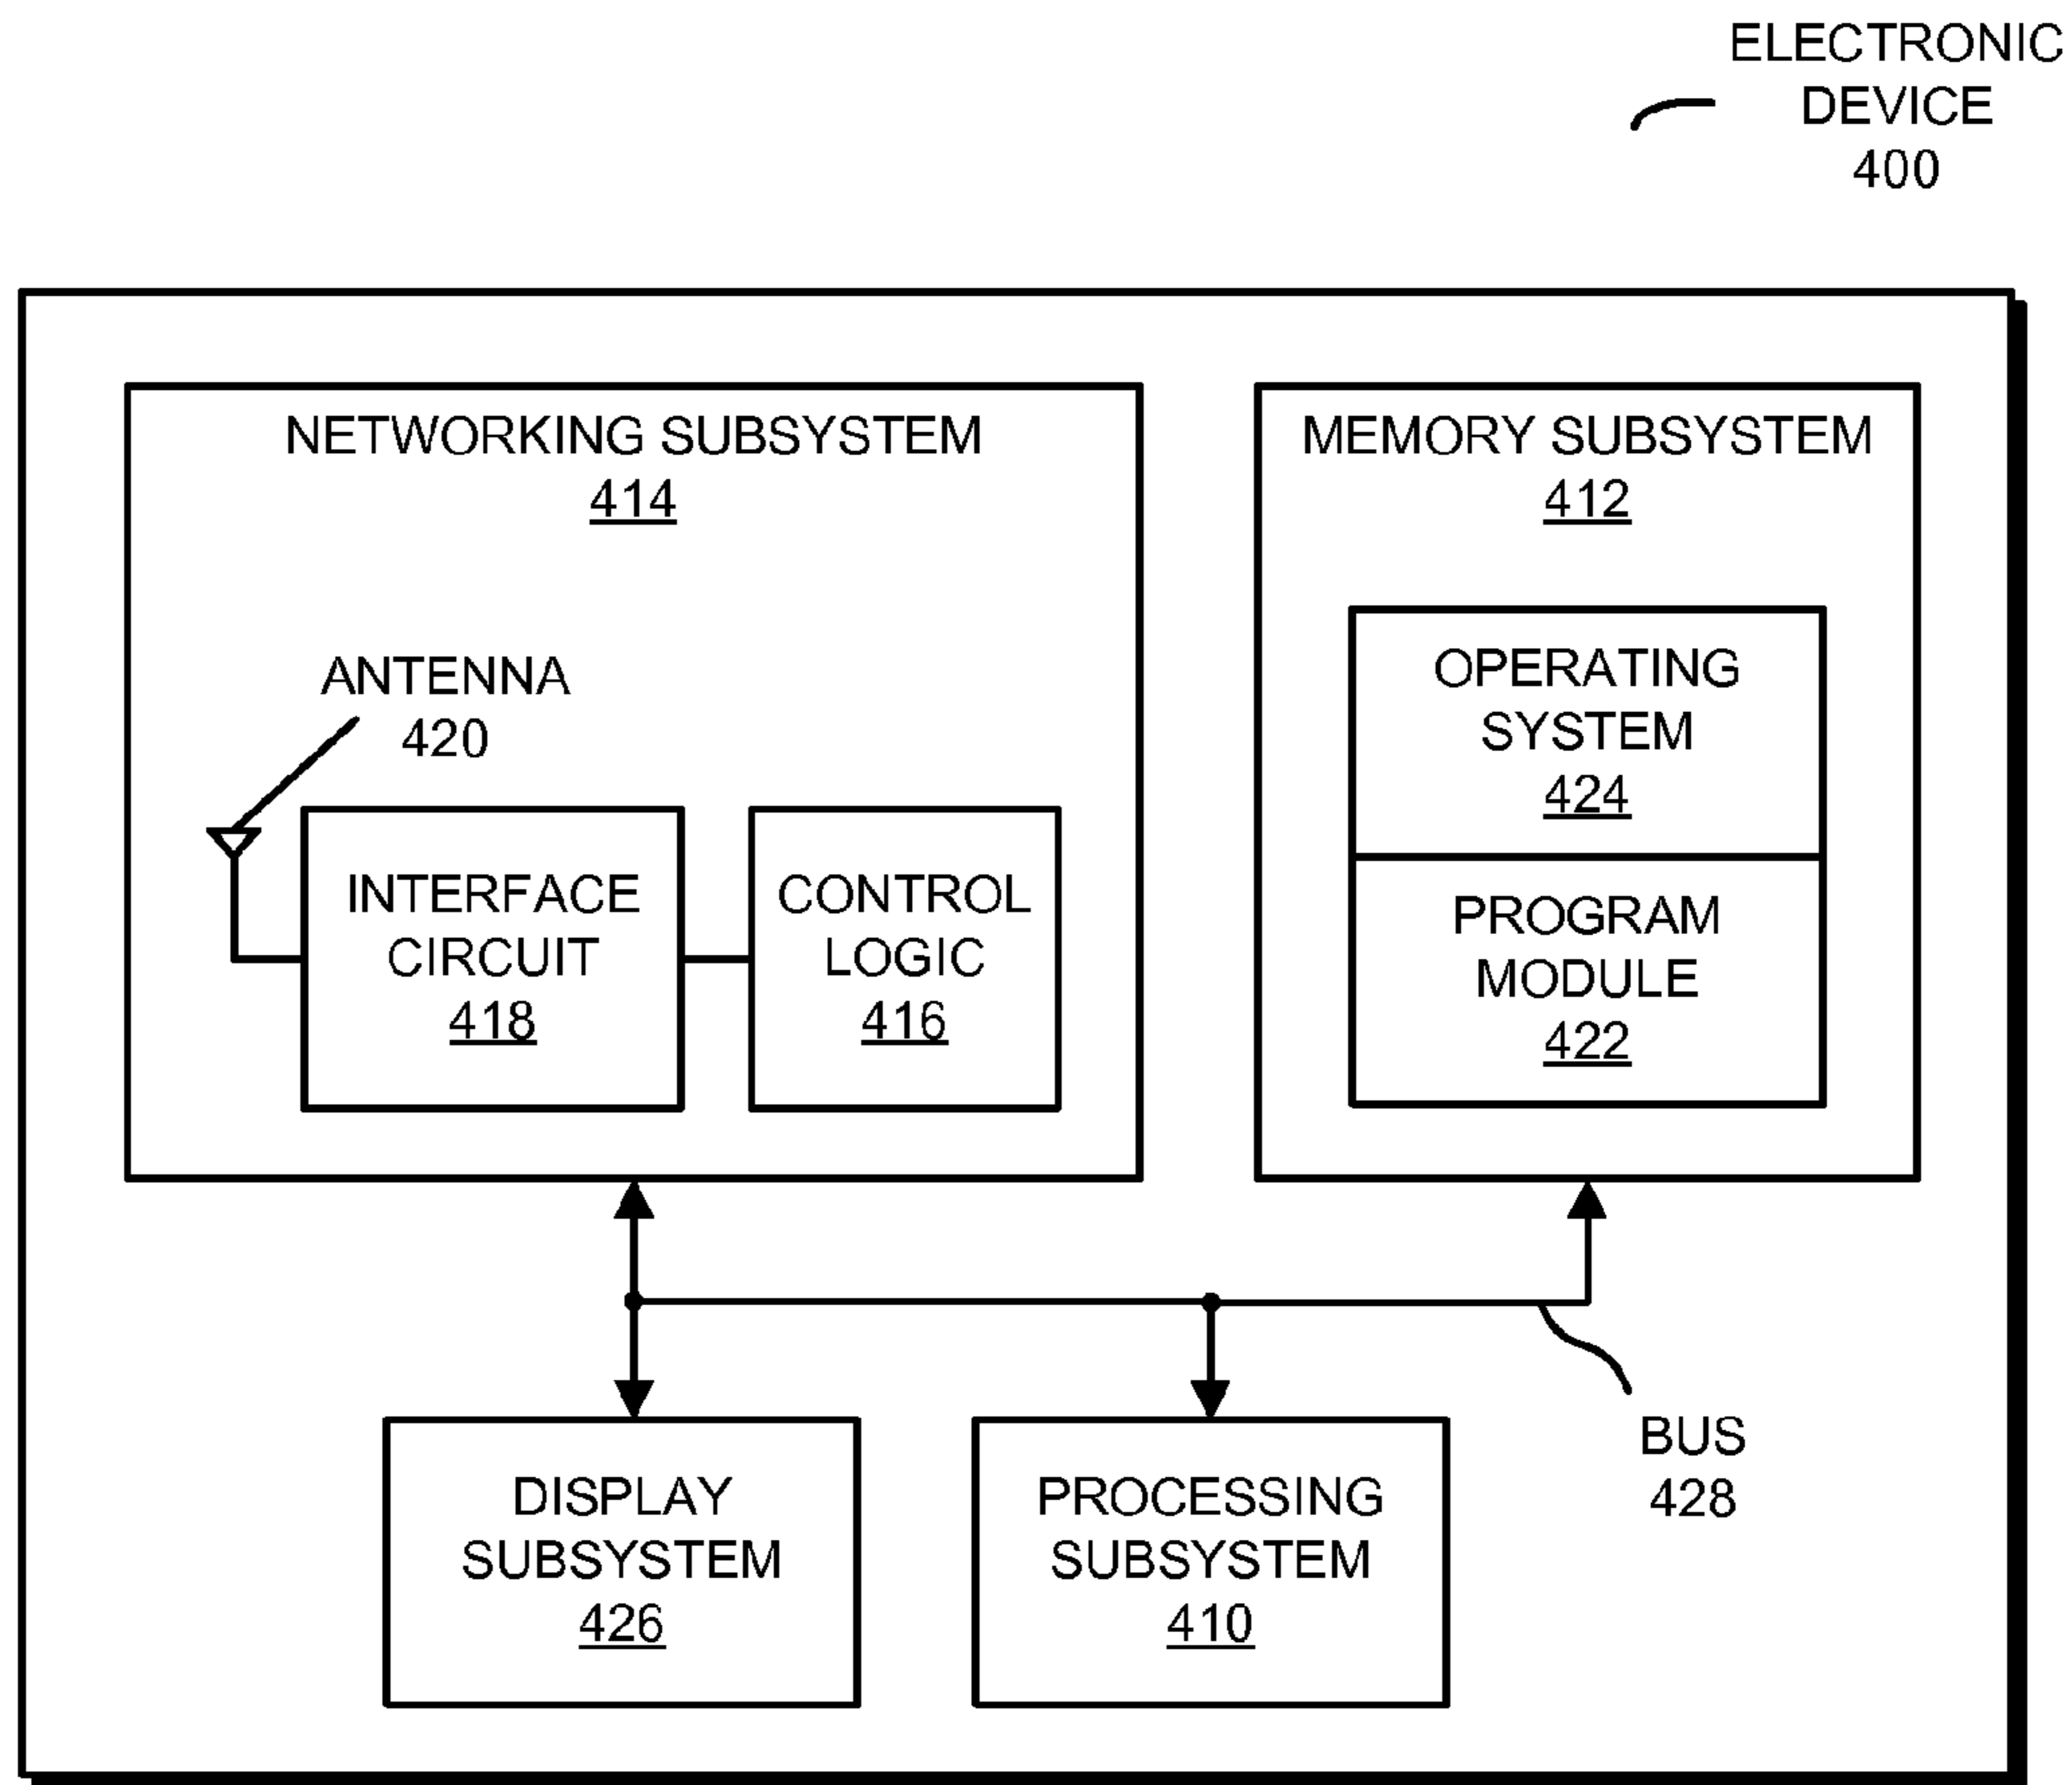 ELECTRONIC
DEVICE
400
NETWORKING SUBSYSTEM
414
ANTENNA
420
INTERFACE
CIRCUIT
418
CONTROL
LOGIC
416
MEMORY SUBSYSTEM
412
OPERATING
SYSTEM
424
PROGRAM
MODULE
422
DISPLAY
SUBSYSTEM
426
PROCESSING
SUBSYSTEM
410
BUS
428